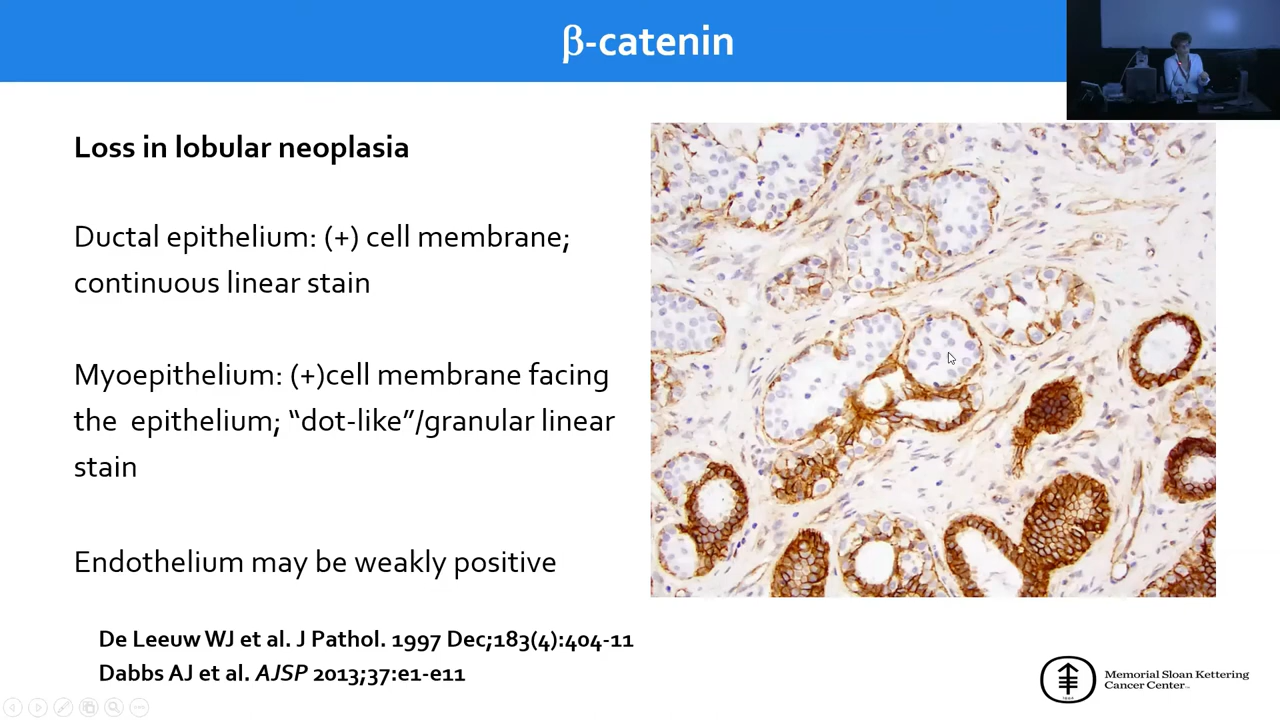 β-catenin
Loss in lobular neoplasia
Ductal epithelium: (+) cell membrane;
continuous linear stain
Myoepithelium: (+)cell membrane facing
the  epithelium; “dot-like”/granular linear
stain
Endothelium may be weakly positive
De Leeuw WJ et al. J Pathol. 1997 Dec;183(4):404-11
Dabbs AJ et al. AJSP 2013;37:e1-e11
Memorial Sloan Kettering
Cancer Center